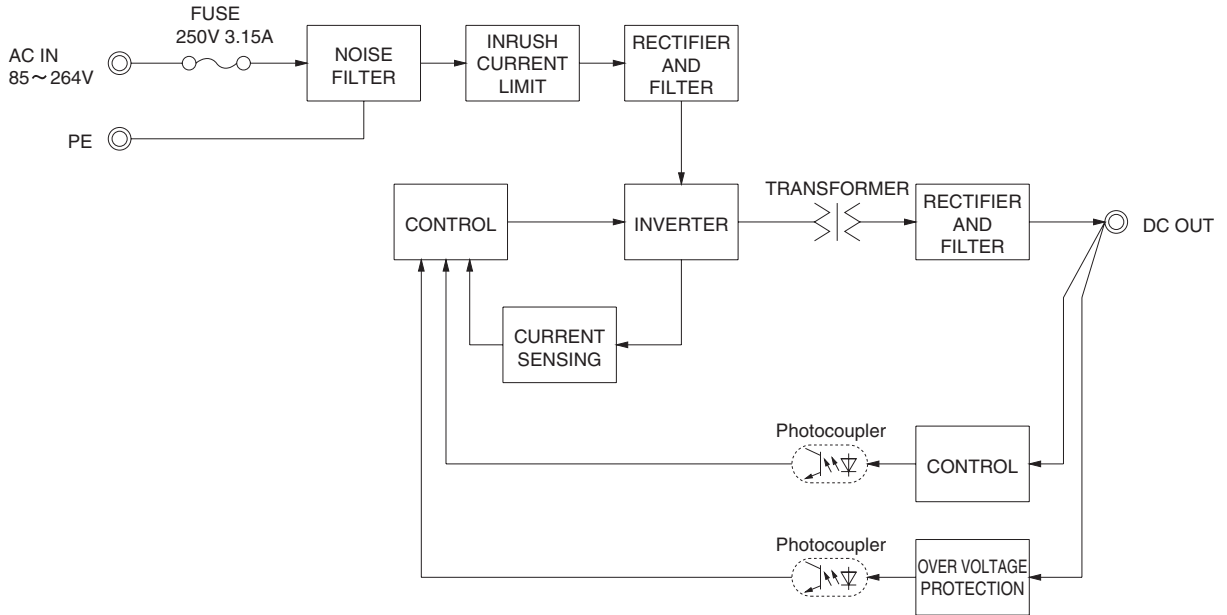 FUSE
250V 3.15A
AC IN
85～264V
NOISE
FILTER
INRUSH
CURRENT
LIMIT
RECTIFIER
AND
FILTER
PE
CONTROL
INVERTER
TRANSFORMER
RECTIFIER
AND
FILTER
DC OUT
CURRENT
SENSING
Photocoupler
CONTROL
Photocoupler
OVER VOLTAGE
PROTECTION